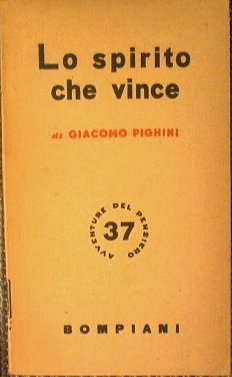 Lo spirito
che vince
di GIACOMO PIGHINI
AVVENTURE DEL PENSIERO
37
BOMPIANI